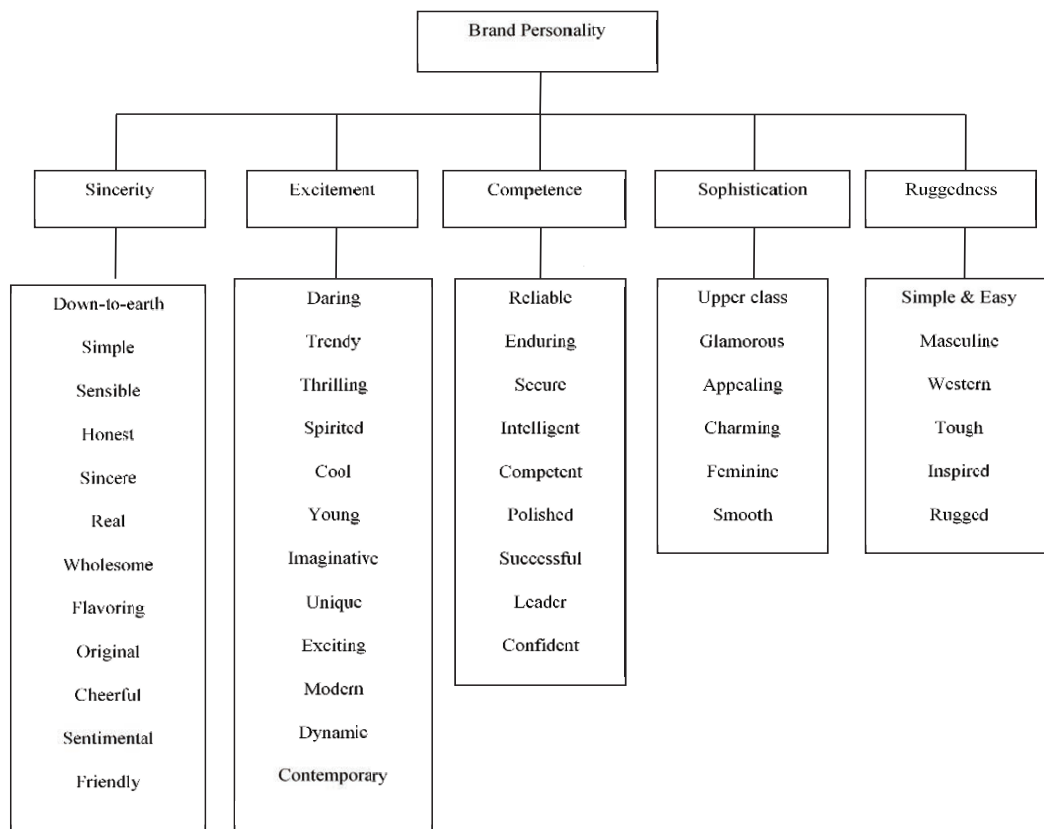 Brand Personality
Sincerity
Excitement
Competence
Sophistication
Ruggedness
Down-to-earth
Simple
Sensible
Honest
Sincere
Real
Wholesome
Flavoring
Original
Cheerful
Sentimental
Friendly
Daring
Trendy
Thrilling
Spirited
Cool
Young
Imaginative
Unique
Exciting
Modern
Dynamic
Contemporary
Reliable
Enduring
Secure
Intelligent
Competent
Polished
Successful
Leader
Confident
Upper class
Glamorous
Appealing
Charming
Feminine
Smooth
Simple & Easy
Masculine
Western
Tough
Inspired
Rugged